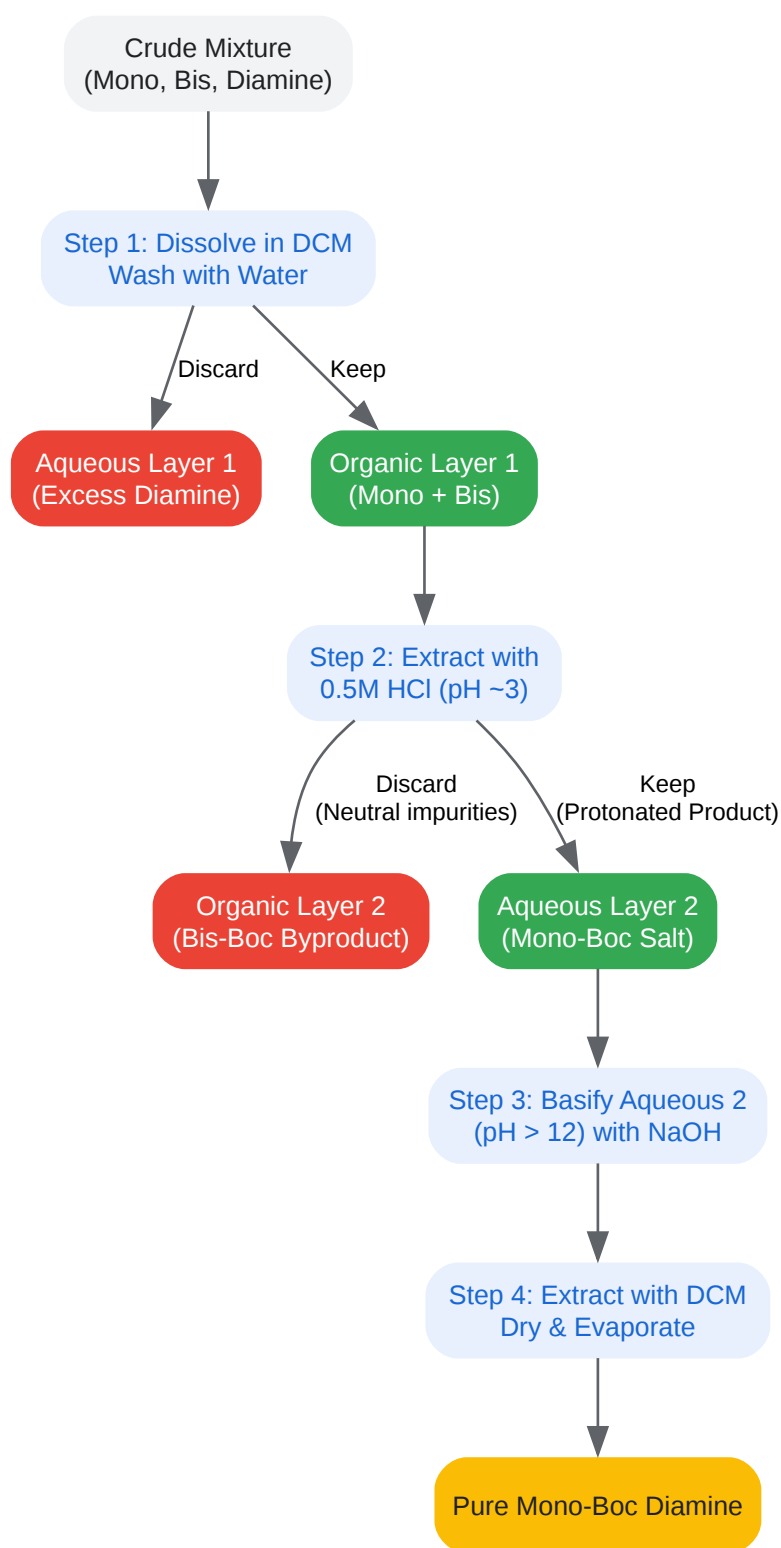 Crude Mixture
(Mono, Bis, Diamine)
Step 1: Dissolve in DCM
Wash with Water
Discard
Keep
Aqueous Layer 1
(Excess Diamine)
Organic Layer 1
(Mono + Bis)
Step 2: Extract with
0.5M HCl (pH ~3)
Discard
(Neutral impurities)
Keep
(Protonated Product)
Organic Layer 2
(Bis-Boc Byproduct)
Aqueous Layer 2
(Mono-Boc Salt)
Step 3: Basify Aqueous 2
(pH > 12) with NaOH
Step 4: Extract with DCM
Dry & Evaporate
Pure Mono-Boc Diamine